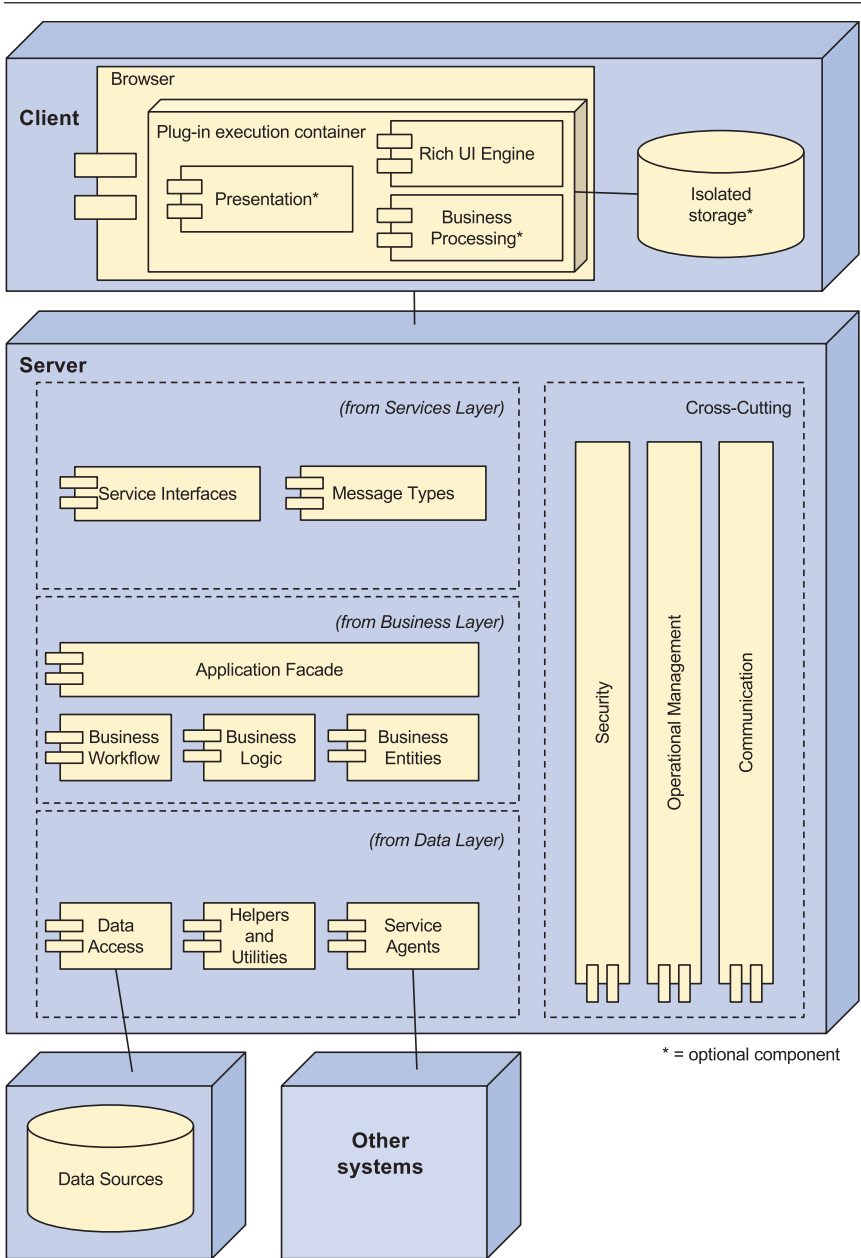 Browser
Client
Plug-in execution container
Rich UI Engine
Presentation*
Business
Processing*
Isolated
storage*
Server
(from Services Layer)
Cross-Cutting
Service Interfaces
Message Types
(from Business Layer)
Application Facade
Business
Workflow
Business
Logic
Business
Entities
Security
Operational Management
Communication
(from Data Layer)
Data
Access
Helpers
and
Utilities
Service
Agents
* = optional component
Data Sources
Other
systems